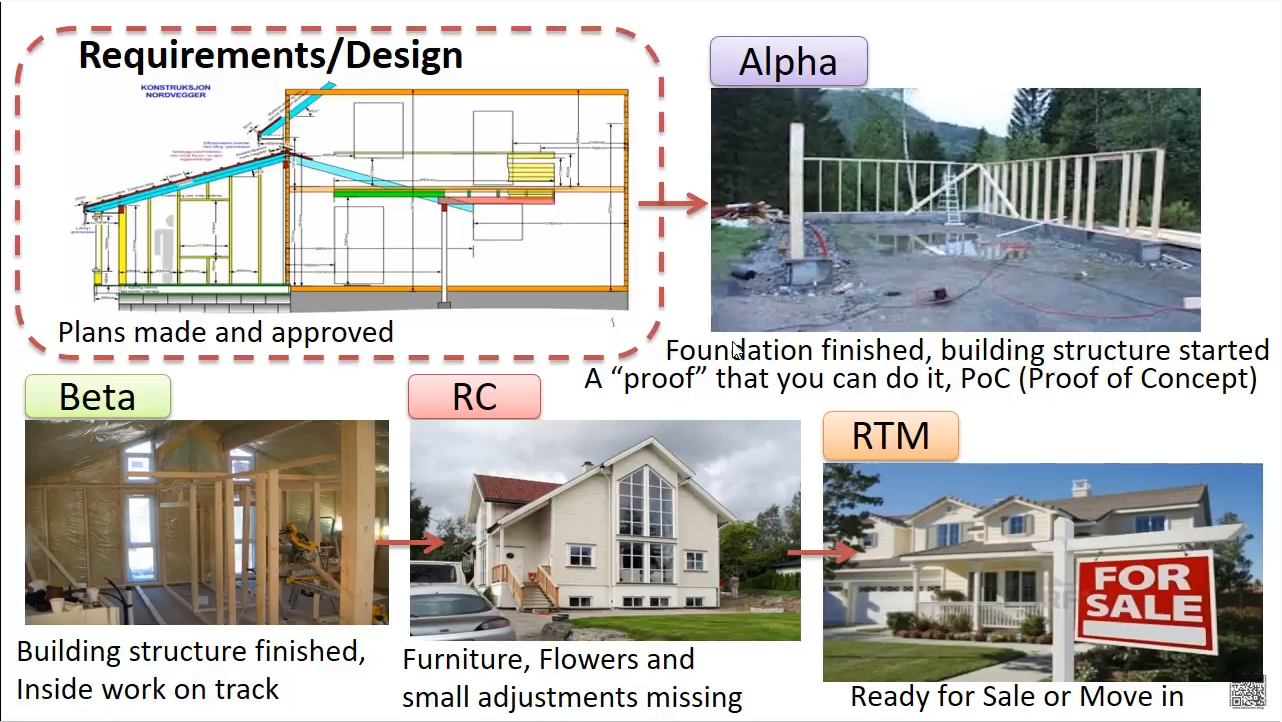 Requirements/Design
KONSTRUKSJON
NORDVEGGER
Plans made and approved
Alpha
Foundation finished, building structure started
A “proof” that you can do it, PoC (Proof of Concept)
Beta
Building structure finished,
Inside work on track
RC
Furniture, Flowers and
small adjustments missing
RTM
FOR
SALE
Ready for Sale or Move in